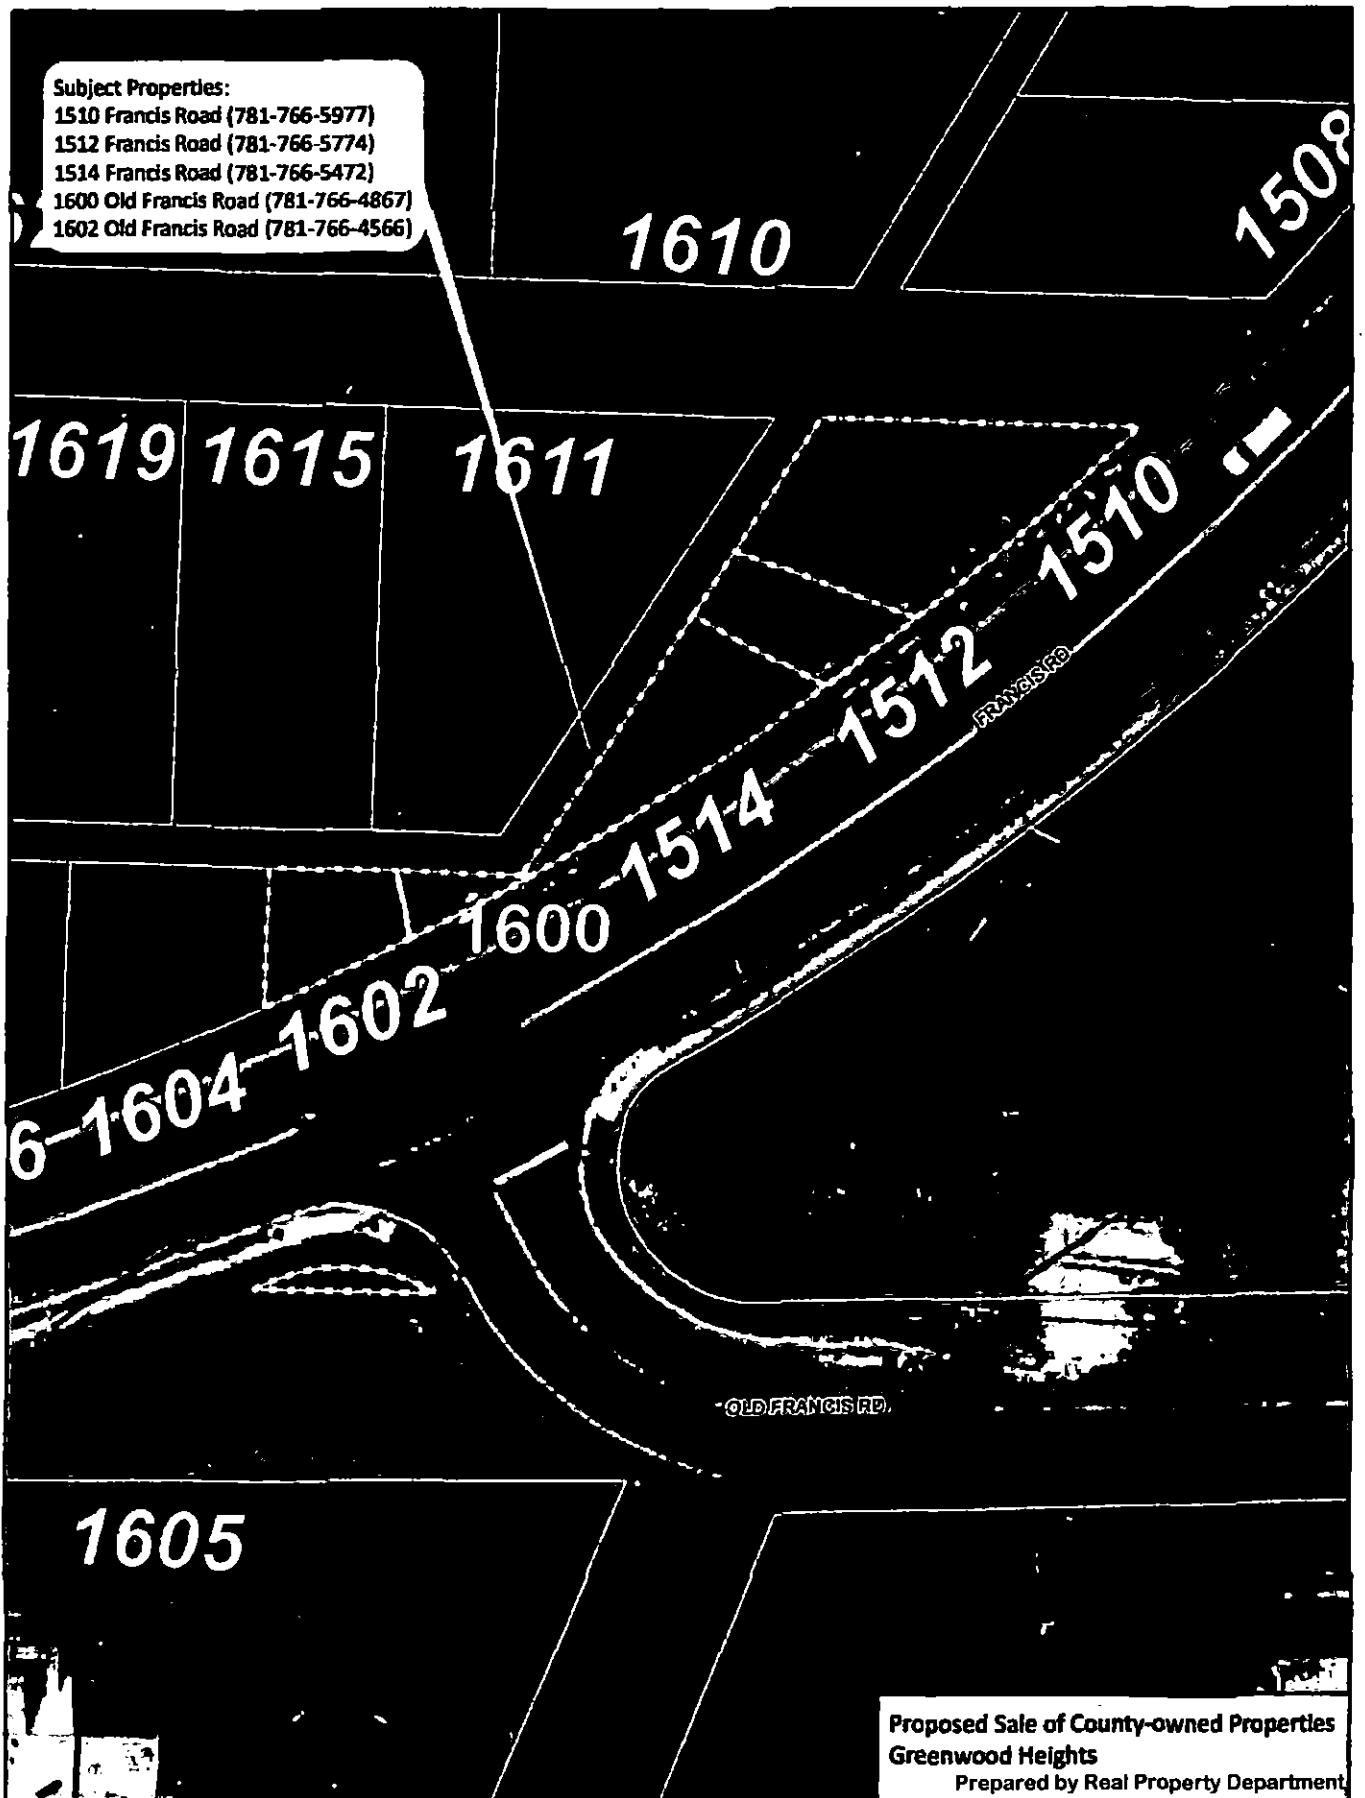 Subject Properties:
1510 Francis Road (781-766-5977)
1512 Francis Road (781-766-5774)
1514 Francis Road (781-766-5472)
1600 Old Francis Road (781-766-4867)
1602 Old Francis Road (781-766-4566)
1508
1610
1619
1615
1611
1510
1512
FRANCIS RD
1514
1600
1602
1604
6
OLD FRANCIS RD
1605
Proposed Sale of County-owned Properties
Greenwood Heights
Prepared by Real Property Department